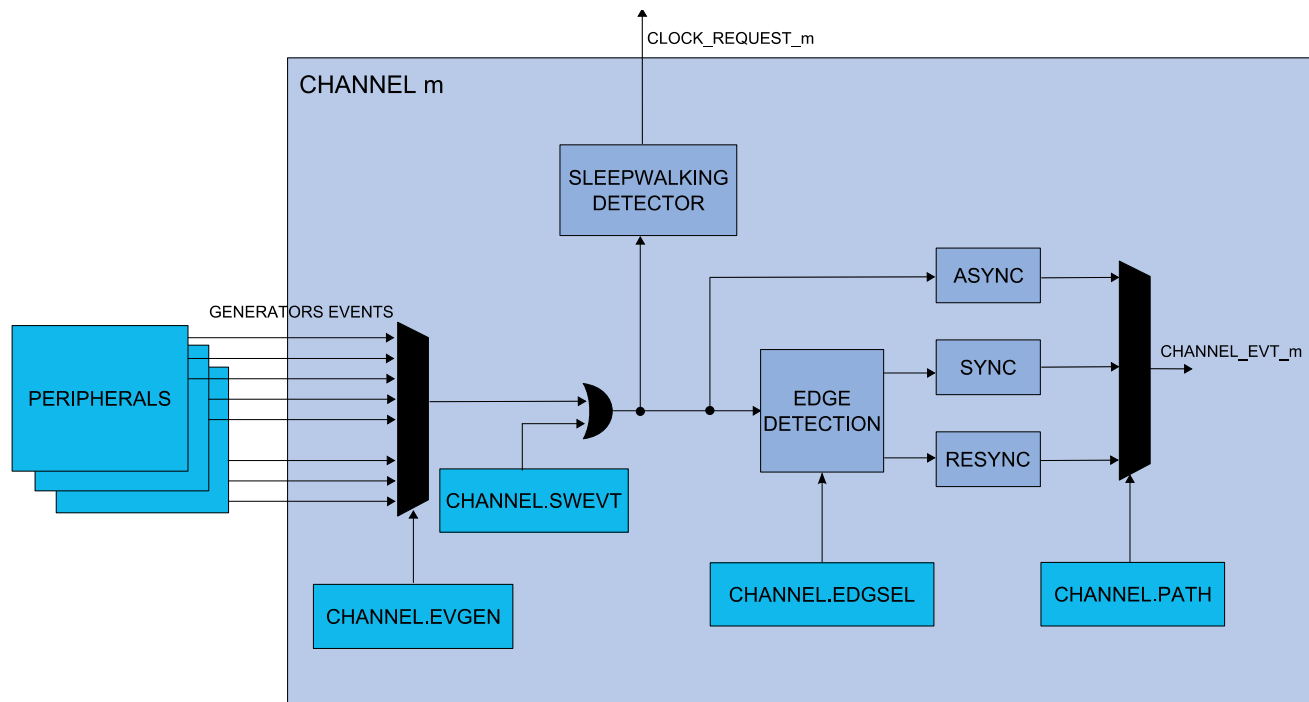 CLOCK_REQUEST_m
CHANNEL m
SLEEPWALKING
DETECTOR
ASYNC
GENERATORS EVENTS
CHANNEL_EVT_m
SYNC
PERIPHERALS
EDGE
DETECTION
RESYNC
CHANNEL.SWEVT
CHANNEL.EVGEN
CHANNEL.EDGSEL
CHANNEL.PATH